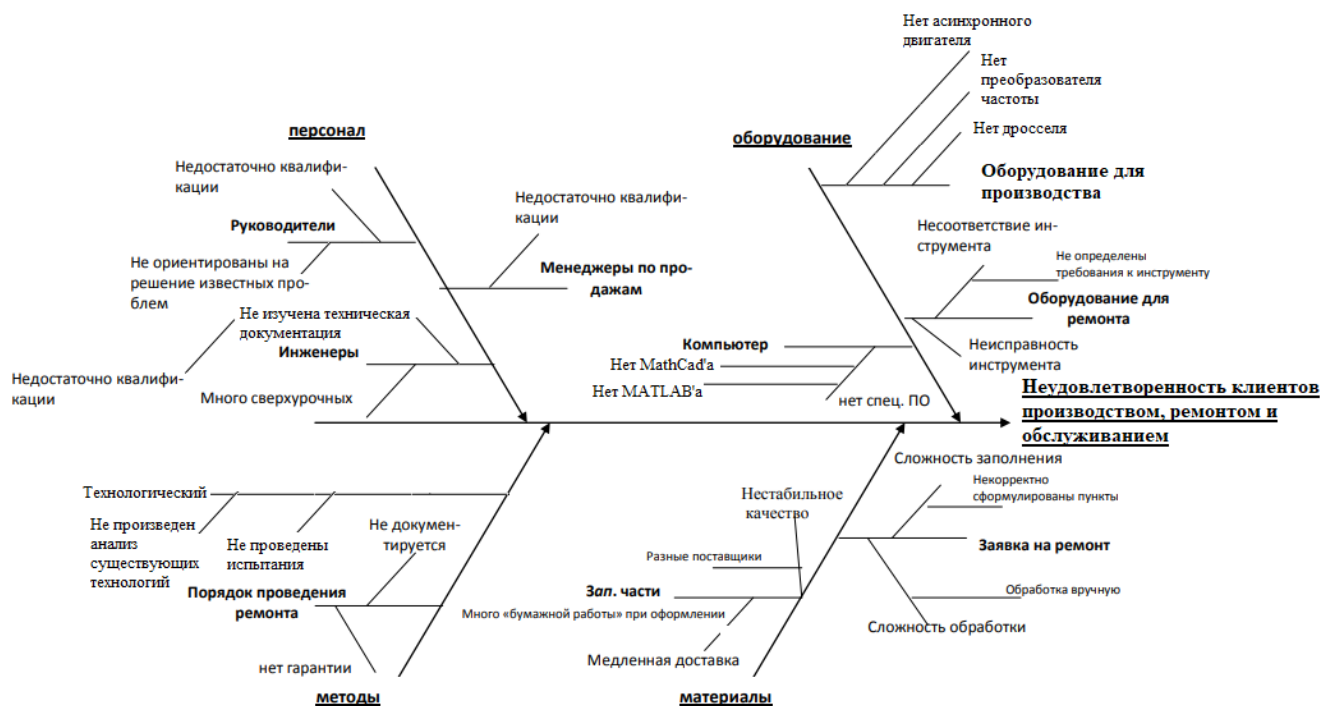 Нет асинхронного
двигателя
Нет
преобразователя
частоты
Нет дросселя
персонал
оборудование
Недостаточно квалифи-
кации
Оборудование для
производства
Недостаточно квалифи-
кации
Руководители
Несоответствие ин-
струмента
Не ориентированы на
решение известных про-
блем
Менеджеры по про-
дажам
Не определены
требования к инструменту
Оборудование для
ремонта
Не изучена техническая
документация
Инженеры
Компьютер
Неисправность
инструмента
Нет MathCad'а
Недостаточно квалифи-
кации
Много сверхурочных
Нет MATLAB'а
нет спец. ПО
Неудовлетворенность клиентов
производством, ремонтом и
обслуживанием
Сложность заполнения
Технологический
Нестабильное
качество
Некорректно
сформулированы пункты
Не произведен
анализ
существующих
технологий
Не проведены
испытания
Не докумен-
тируется
Разные поставщики
Заявка на ремонт
Порядок проведения
ремонта
Зап. части
Обработка вручную
Много «бумажной работы» при оформлении
Сложность обработки
нет гарантии
Медленная доставка
методы
материалы